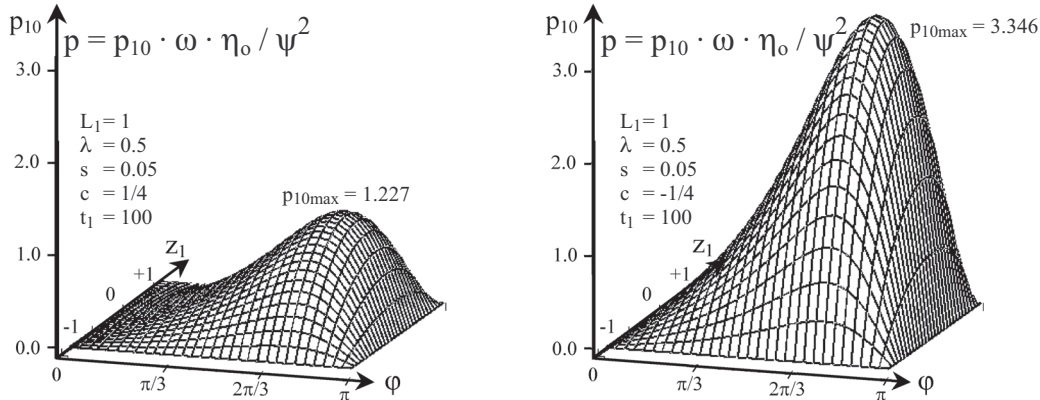 p10
p = p10 · ω · ηo / ψ²
3.0
L1 = 1
λ = 0.5
s = 0.05
c = 1/4
t1 = 100
2.0
p10max = 1.227
1.0
z1
+1
0
-1
0.0
0
π/3
2π/3
π
φ
p10
p = p10 · ω · ηo / ψ²
p10max = 3.346
3.0
L1 = 1
λ = 0.5
s = 0.05
c = -1/4
t1 = 100
2.0
1.0
z1
+1
0
-1
0.0
0
π/3
2π/3
π
φ